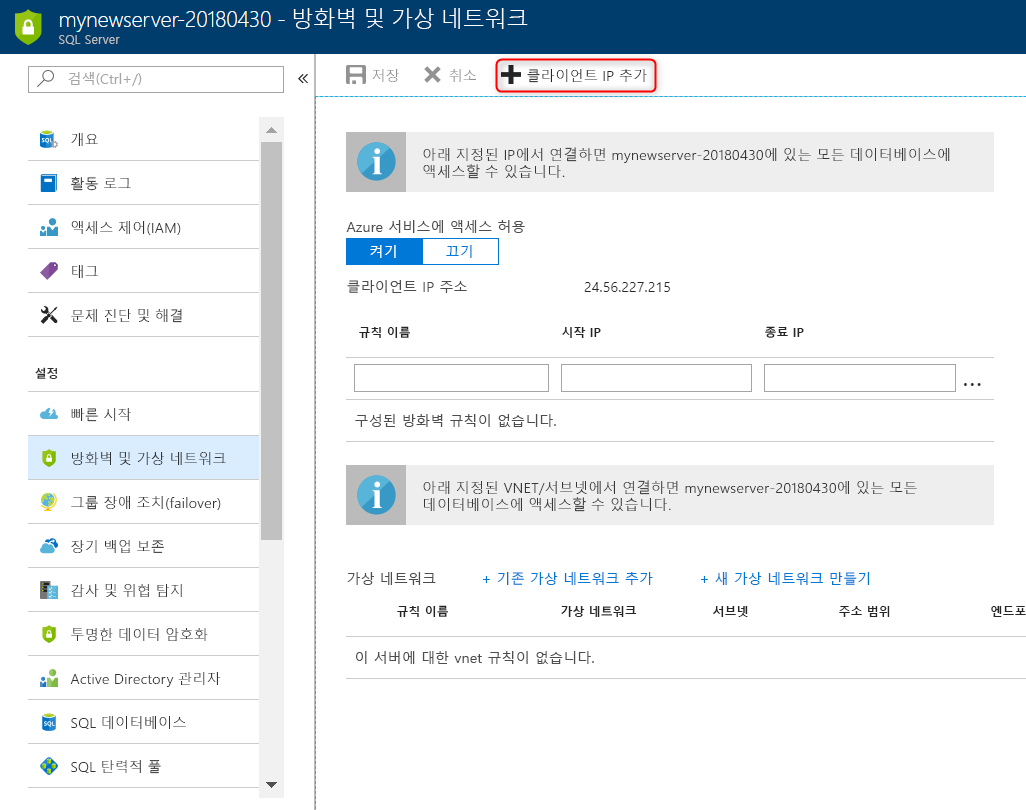 mynewserver-20180430 - 방화벽 및 가상 네트워크
SQL Server
검색(Ctrl+/)
«
개요
활동 로그
액세스 제어(IAM)
태그
문제 진단 및 해결
설정
빠른 시작
방화벽 및 가상 네트워크
그룹 장애 조치(failover)
장기 백업 보존
감사 및 위협 탐지
투명한 데이터 암호화
Active Directory 관리자
SQL 데이터베이스
SQL 탄력적 풀
저장 취소 클라이언트 IP 추가
아래 지정된 IP에서 연결하면 mynewserver-20180430에 있는 모든 데이터베이스에
액세스할 수 있습니다.
Azure 서비스에 액세스 허용
켜기 끄기
클라이언트 IP 주소 24.56.227.215
규칙 이름 시작 IP 종료 IP
...
구성된 방화벽 규칙이 없습니다.
아래 지정된 VNET/서브넷에서 연결하면 mynewserver-20180430에 있는 모든
데이터베이스에 액세스할 수 있습니다.
가상 네트워크 + 기존 가상 네트워크 추가 + 새 가상 네트워크 만들기
규칙 이름 가상 네트워크 서브넷 주소 범위 엔드포
이 서버에 대한 vnet 규칙이 없습니다.